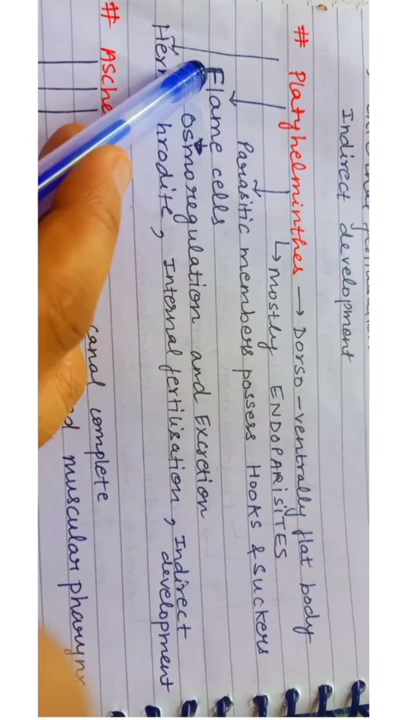 Indirect development
# Platyhelminthes → Dorso-ventrally flat body
↳ Mostly ENDOPARISITES
↳ Parasitic members possess Hooks & Suckers
↳ Flame cells
↳ Osmoregulation and Excretion
, Internal fertilisation, Indirect development
# Asche
canal complete
muscular pharynx